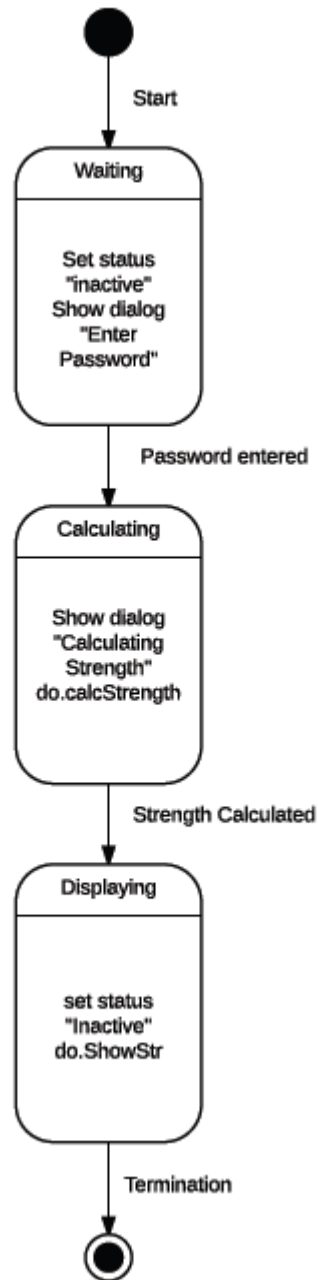 Start
Waiting
Set status
"inactive"
Show dialog
"Enter
Password"
Password entered
Calculating
Show dialog
"Calculating
Strength"
do.calcStrength
Strength Calculated
Displaying
set status
"Inactive"
do.ShowStr
Termination